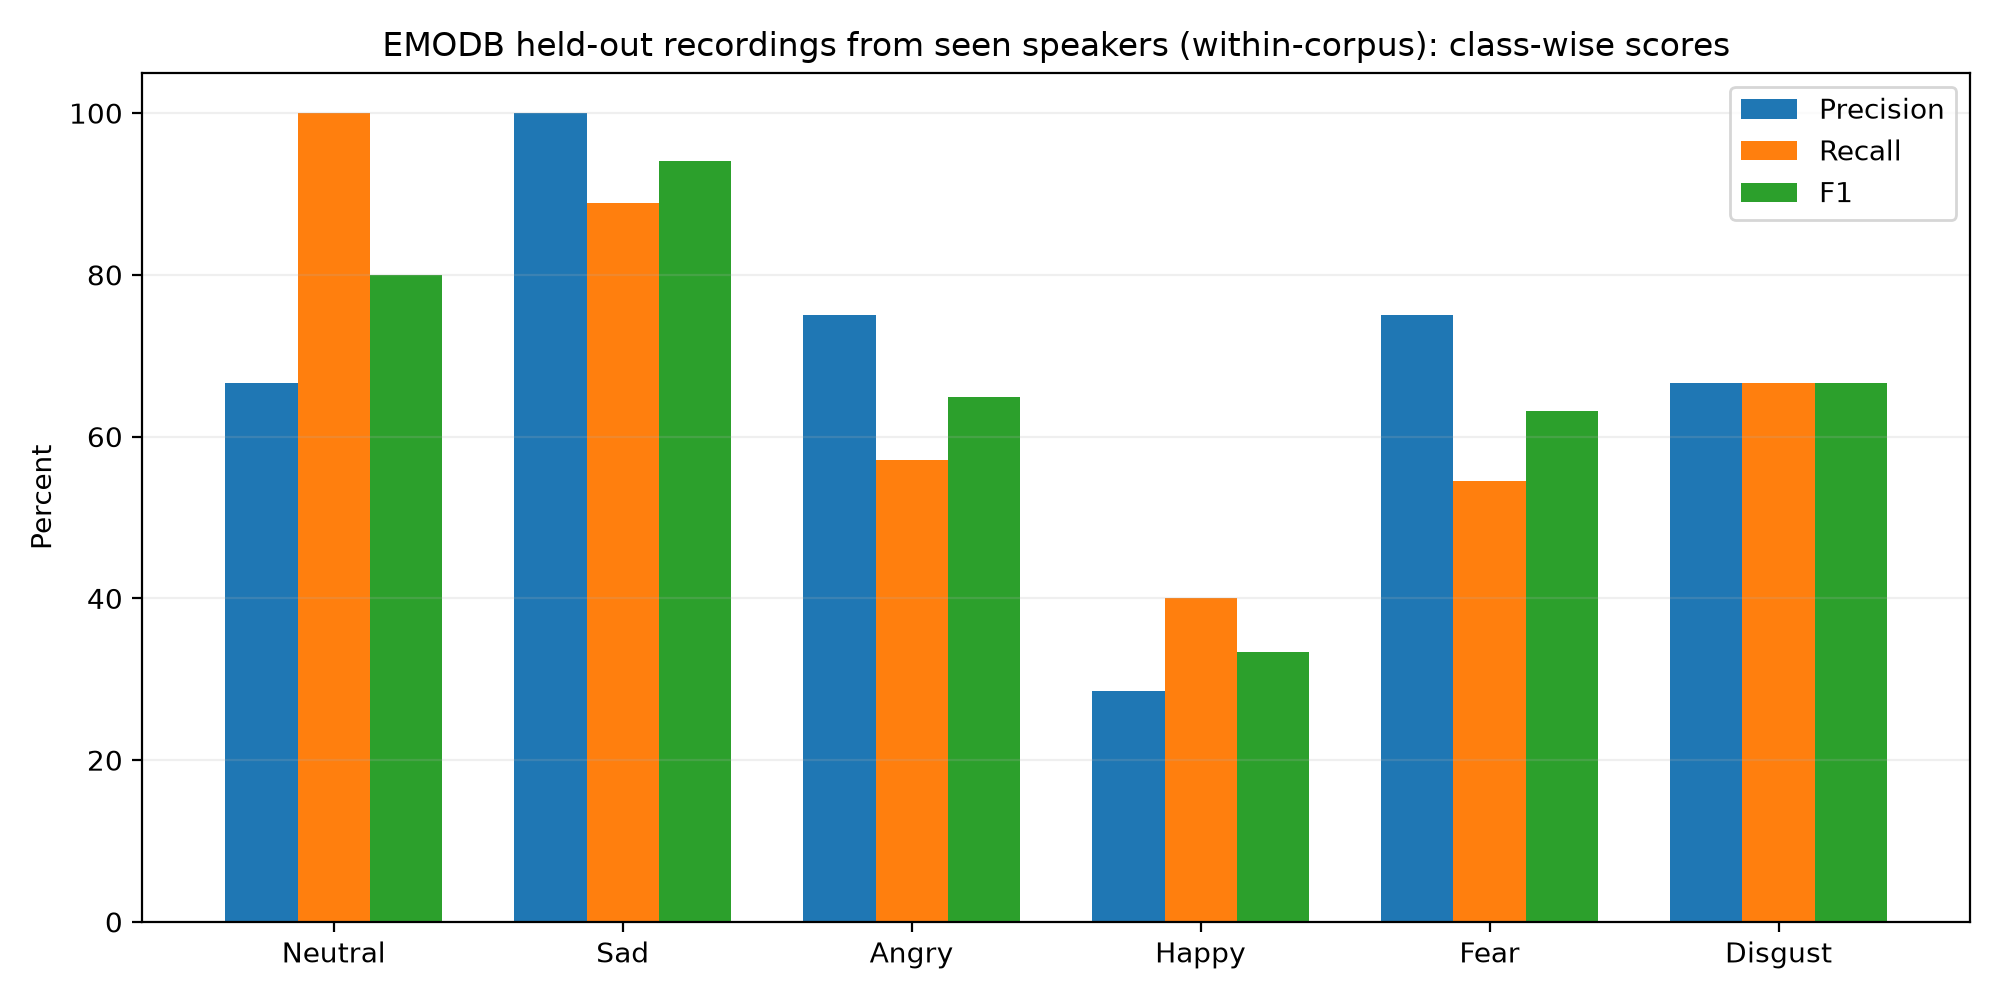 EMODB held-out recordings from seen speakers (within-corpus): class-wise scores
Precision
Recall
F1
Percent
100
80
60
40
20
0
Neutral
Sad
Angry
Happy
Fear
Disgust